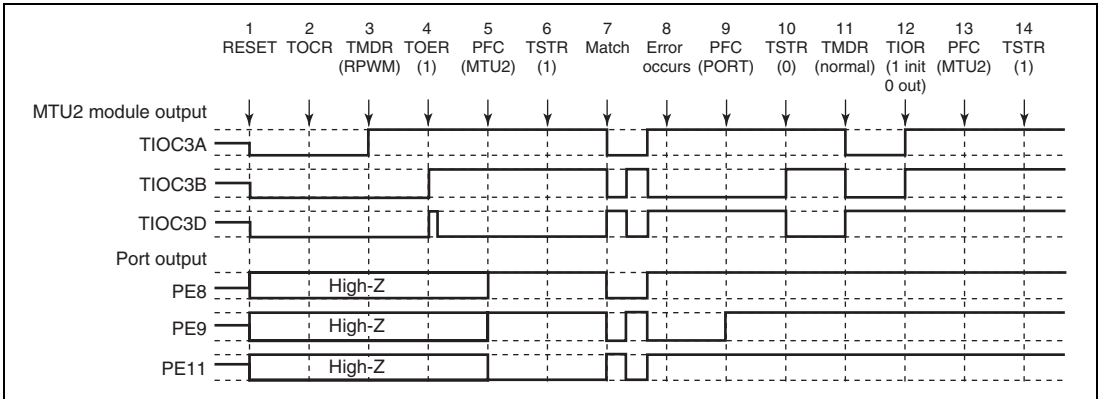 1 2 3 4 5 6 7 8 9 10 11 12 13 14
RESET TOCR TMDR TOER PFC TSTR Match Error PFC TSTR TMDR TIOR PFC TSTR
(RPWM) (1) (MTU2) (1) occurs (PORT) (0) (normal) (1 init (MTU2) (1)
0 out)
MTU2 module output
TIOC3A
TIOC3B
TIOC3D
Port output
PE8 High-Z
PE9 High-Z
PE11 High-Z